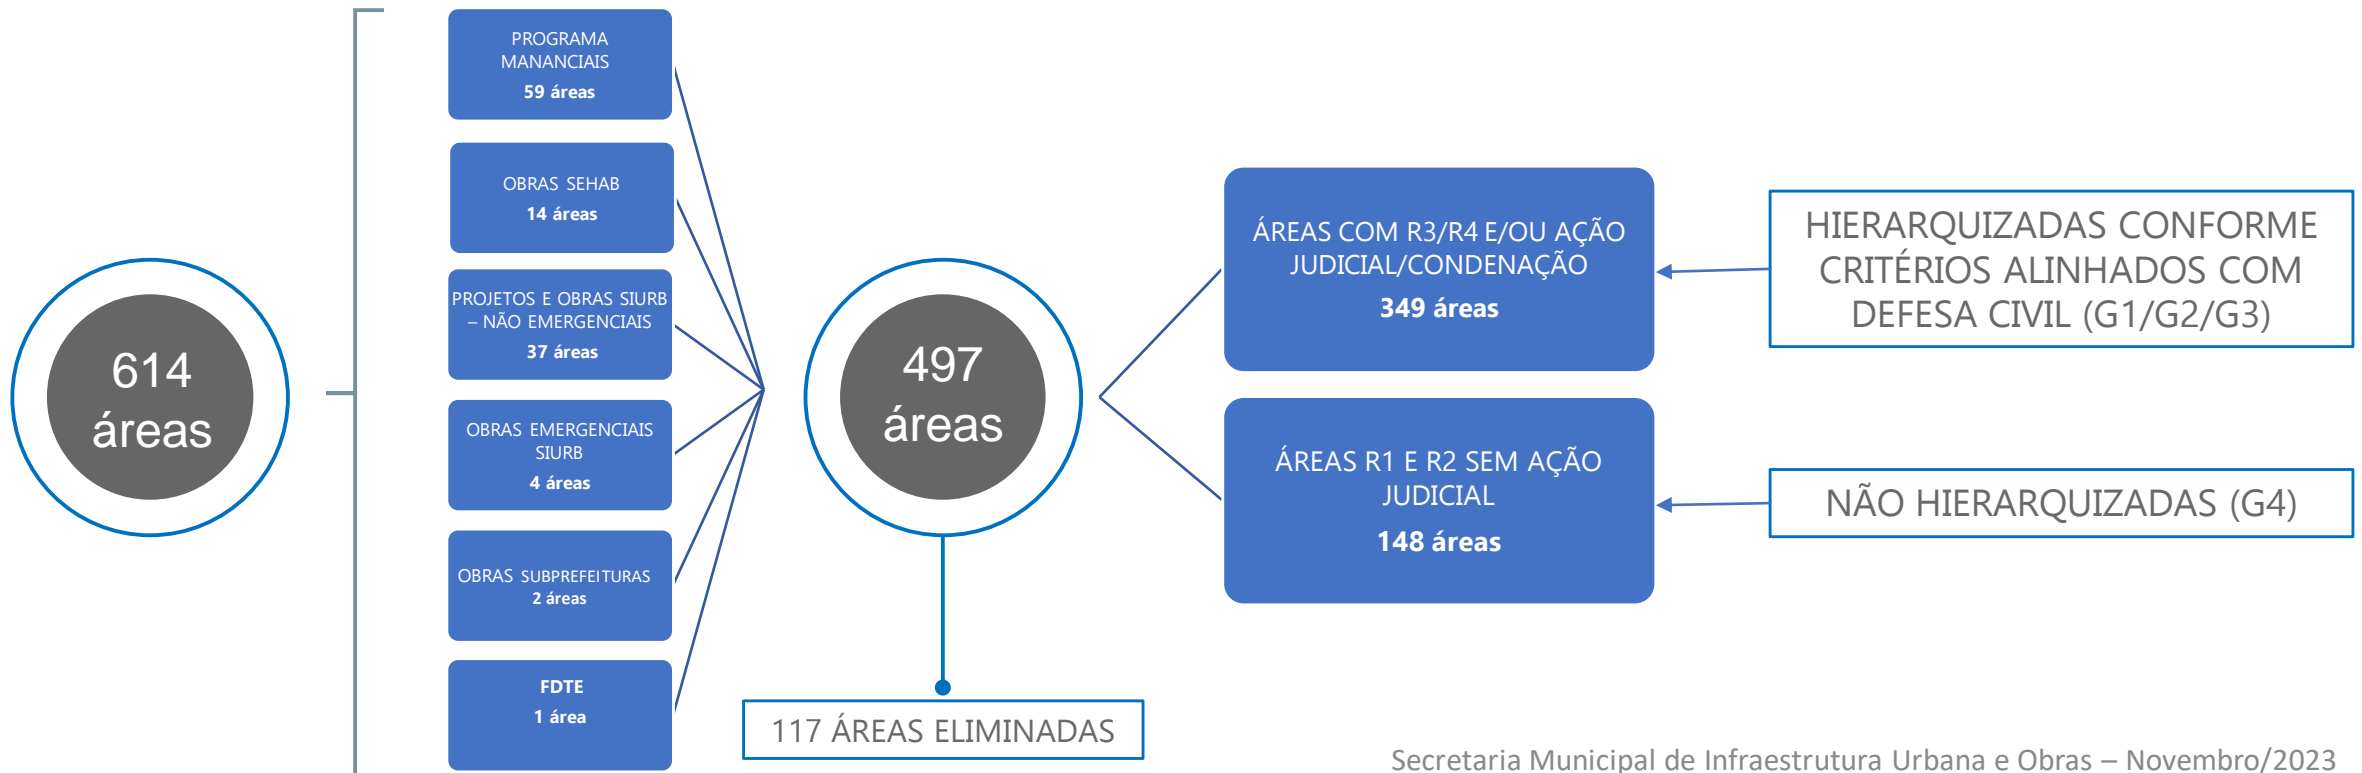 614
áreas
PROGRAMA
MANANCIAIS
59 áreas
OBRAS SEHAB
14 áreas
PROJETOS E OBRAS SIURB
– NÃO EMERGENCIAIS
37 áreas
OBRAS EMERGENCIAIS
SIURB
4 áreas
OBRAS SUBPREFEITURAS
2 áreas
FDTE
1 área
497
áreas
117 ÁREAS ELIMINADAS
ÁREAS COM R3/R4 E/OU AÇÃO
JUDICIAL/CONDENAÇÃO
349 áreas
ÁREAS R1 E R2 SEM AÇÃO
JUDICIAL
148 áreas
HIERARQUIZADAS CONFORME
CRITÉRIOS ALINHADOS COM
DEFESA CIVIL (G1/G2/G3)
NÃO HIERARQUIZADAS (G4)
Secretaria Municipal de Infraestrutura Urbana e Obras – Novembro/2023